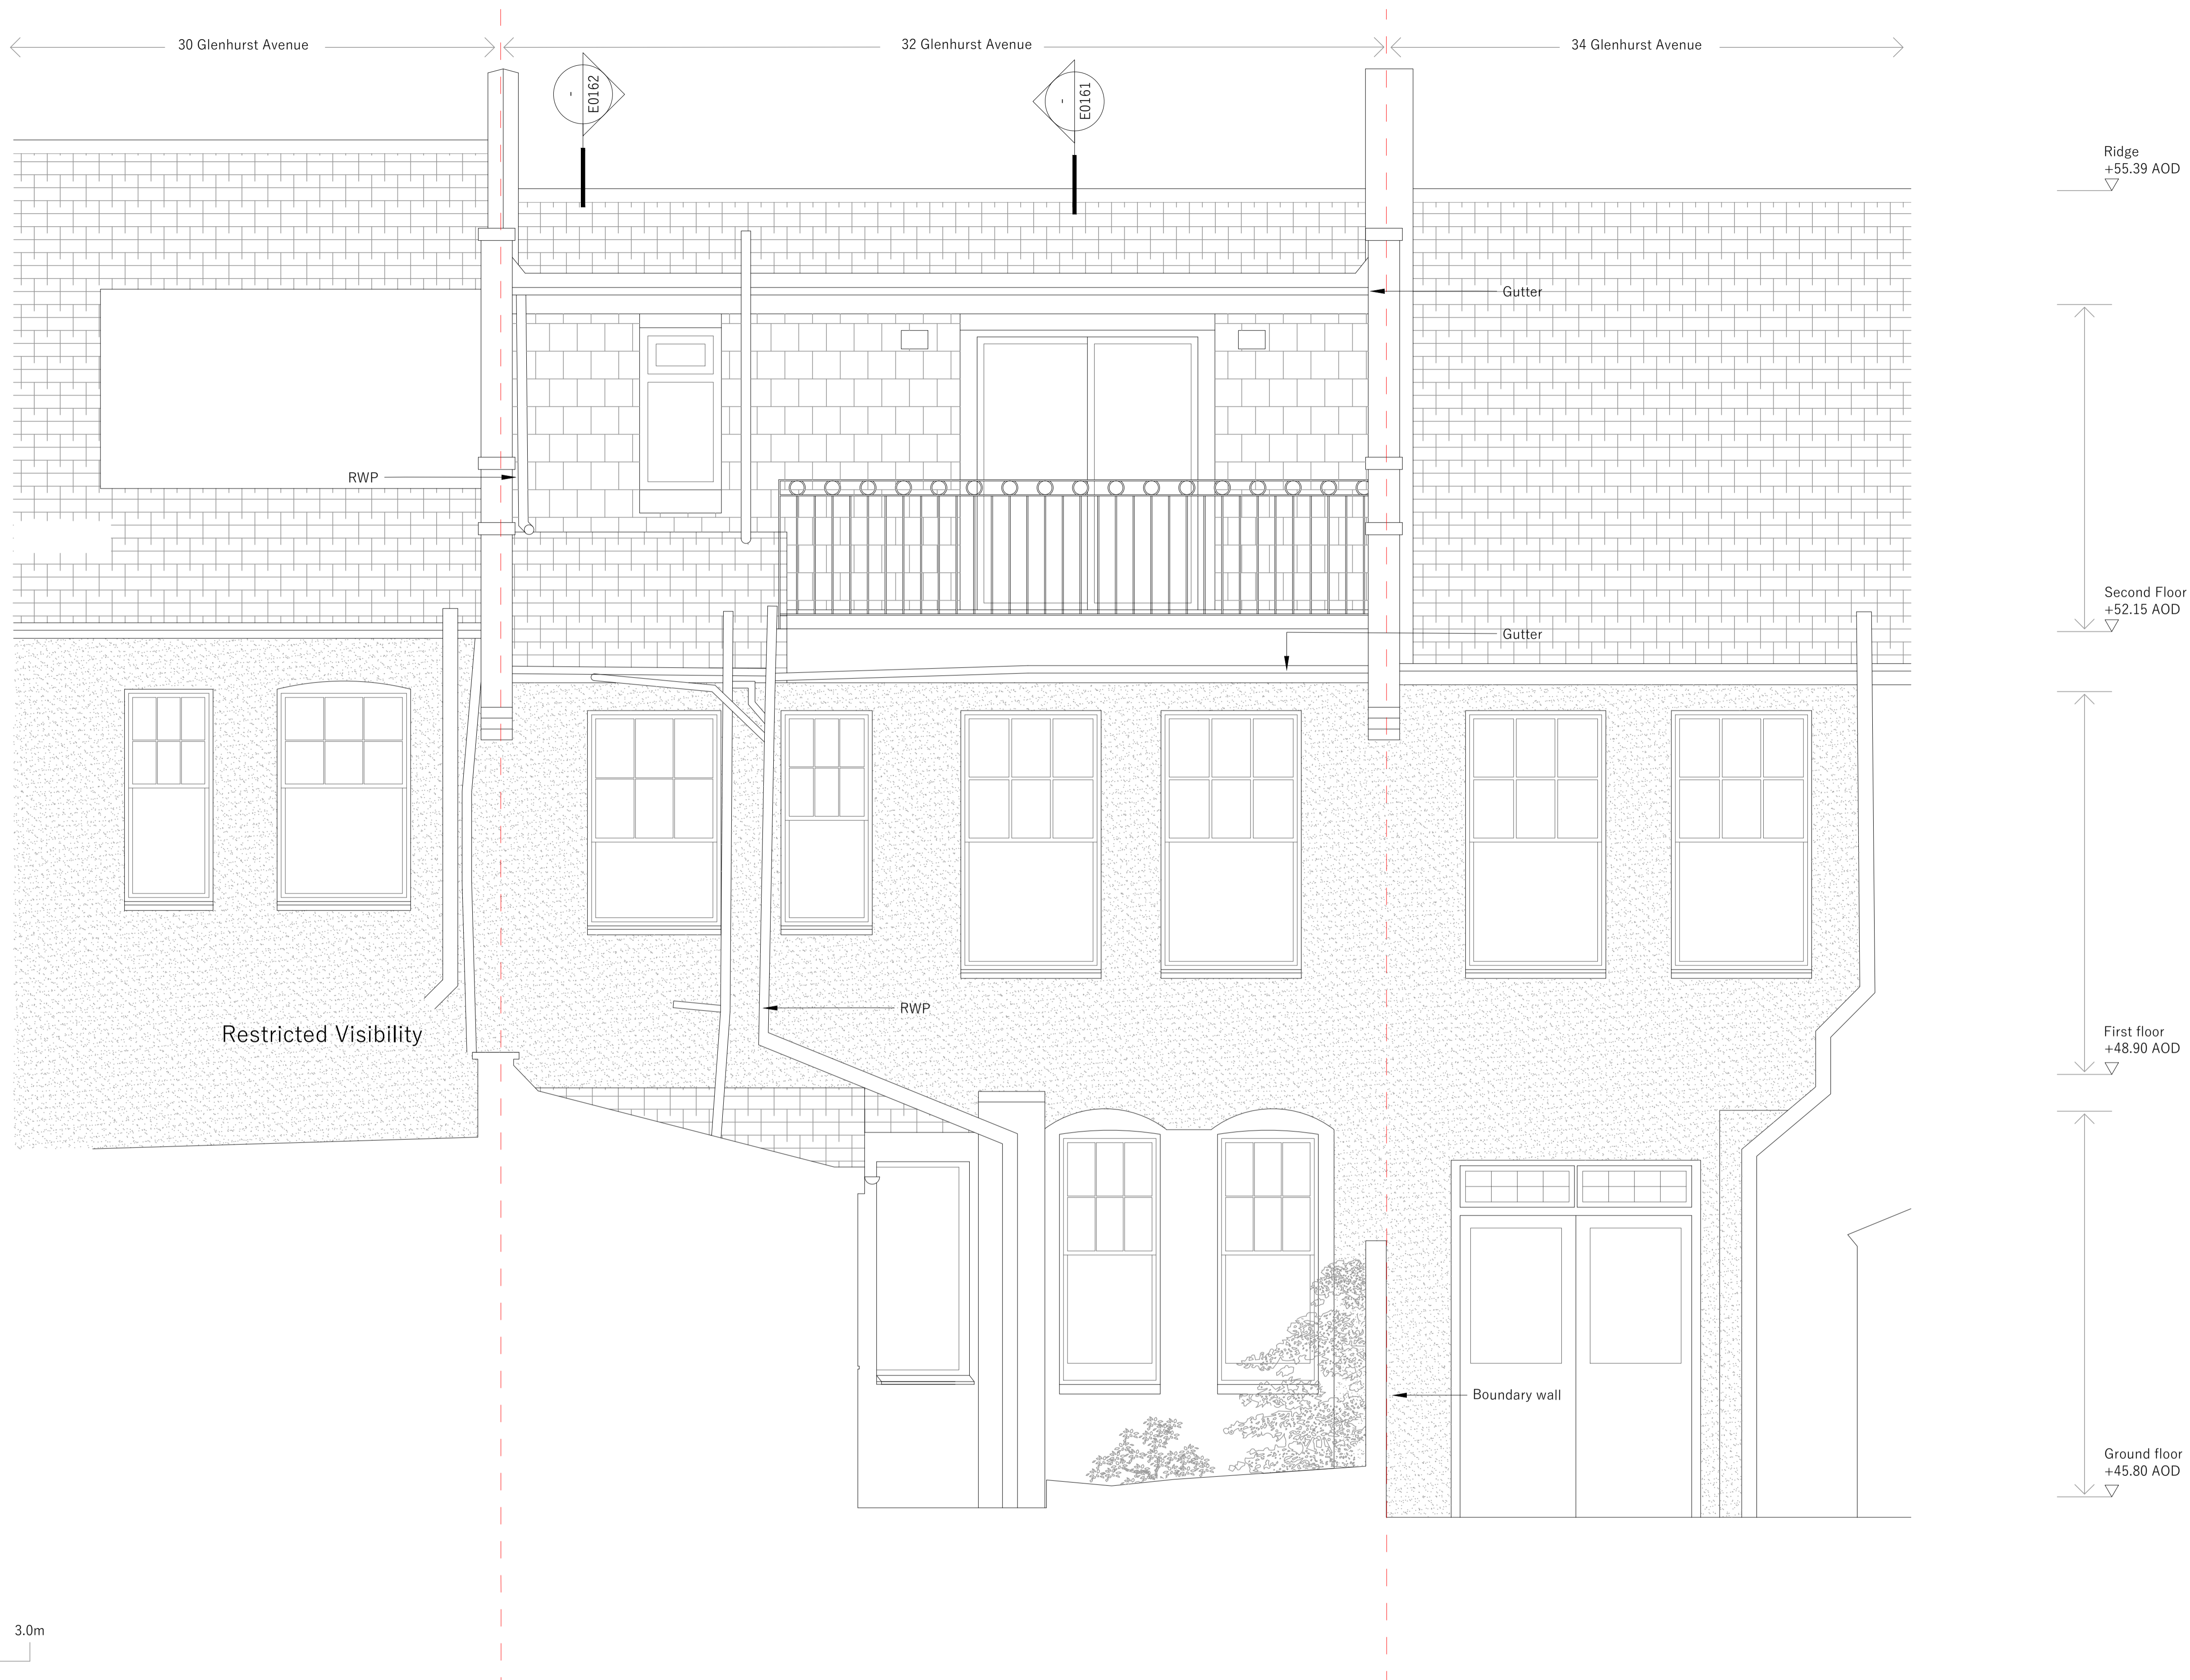 30 Glenhurst Avenue
32 Glenhurst Avenue
34 Glenhurst Avenue
-
E0162
-
E0161
Ridge
+55.39 AOD
Gutter
RWP
Second Floor
+52.15 AOD
Gutter
RWP
Restricted Visibility
First floor
+48.90 AOD
Boundary wall
Ground floor
+45.80 AOD
3.0m